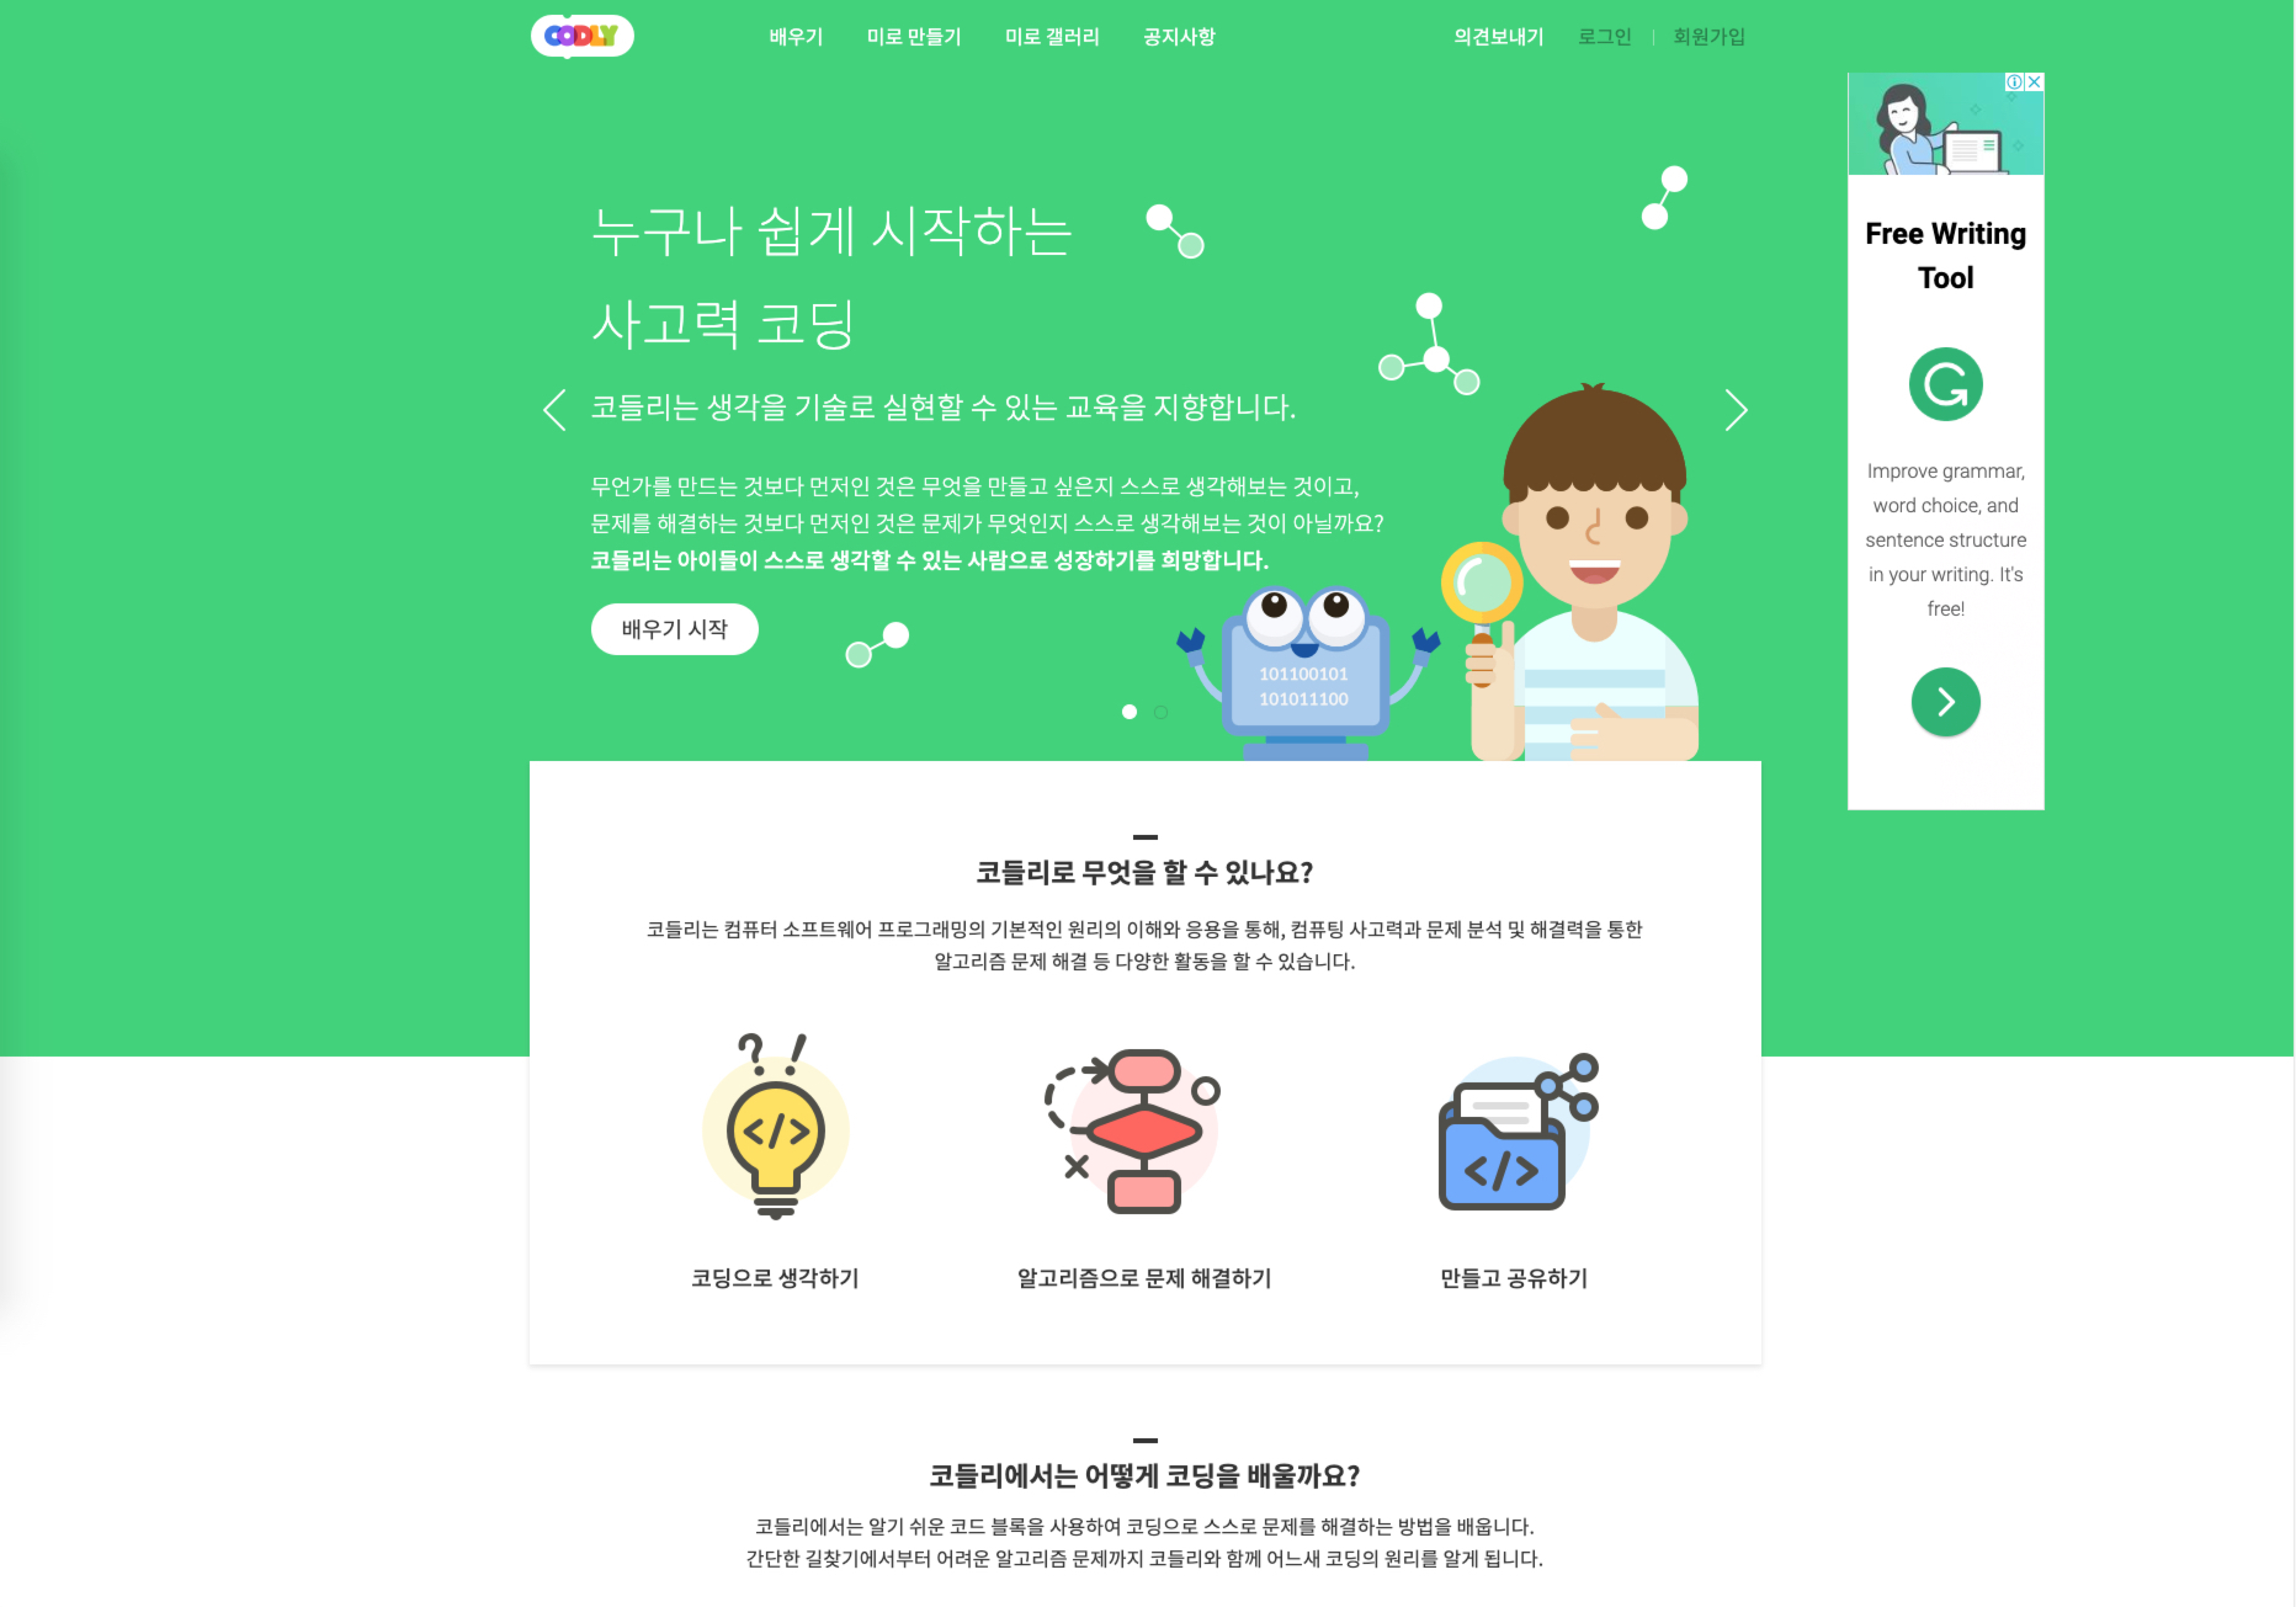 CODLY
배우기
미로 만들기
미로 갤러리
공지사항
의견보내기
로그인
회원가입
누구나 쉽게 시작하는
사고력 코딩
코들리는 생각을 기술로 실현할 수 있는 교육을 지향합니다.
무언가를 만드는 것보다 먼저인 것은 무엇을 만들고 싶은지 스스로 생각해보는 것이고,
문제를 해결하는 것보다 먼저인 것은 문제가 무엇인지 스스로 생각해보는 것이 아닐까요?
코들리는 아이들이 스스로 생각할 수 있는 사람으로 성장하기를 희망합니다.
배우기 시작
101100101
101011100
Free Writing
Tool
Improve grammar,
word choice, and
sentence structure
in your writing. It's
free!
코들리로 무엇을 할 수 있나요?
코들리는 컴퓨터 소프트웨어 프로그래밍의 기본적인 원리의 이해와 응용을 통해, 컴퓨팅 사고력과 문제 분석 및 해결력을 통한
알고리즘 문제 해결 등 다양한 활동을 할 수 있습니다.
? !
</>
</>
코딩으로 생각하기
알고리즘으로 문제 해결하기
만들고 공유하기
코들리에서는 어떻게 코딩을 배울까요?
코들리에서는 알기 쉬운 코드 블록을 사용하여 코딩으로 스스로 문제를 해결하는 방법을 배웁니다.
간단한 길찾기에서부터 어려운 알고리즘 문제까지 코들리와 함께 어느새 코딩의 원리를 알게 됩니다.